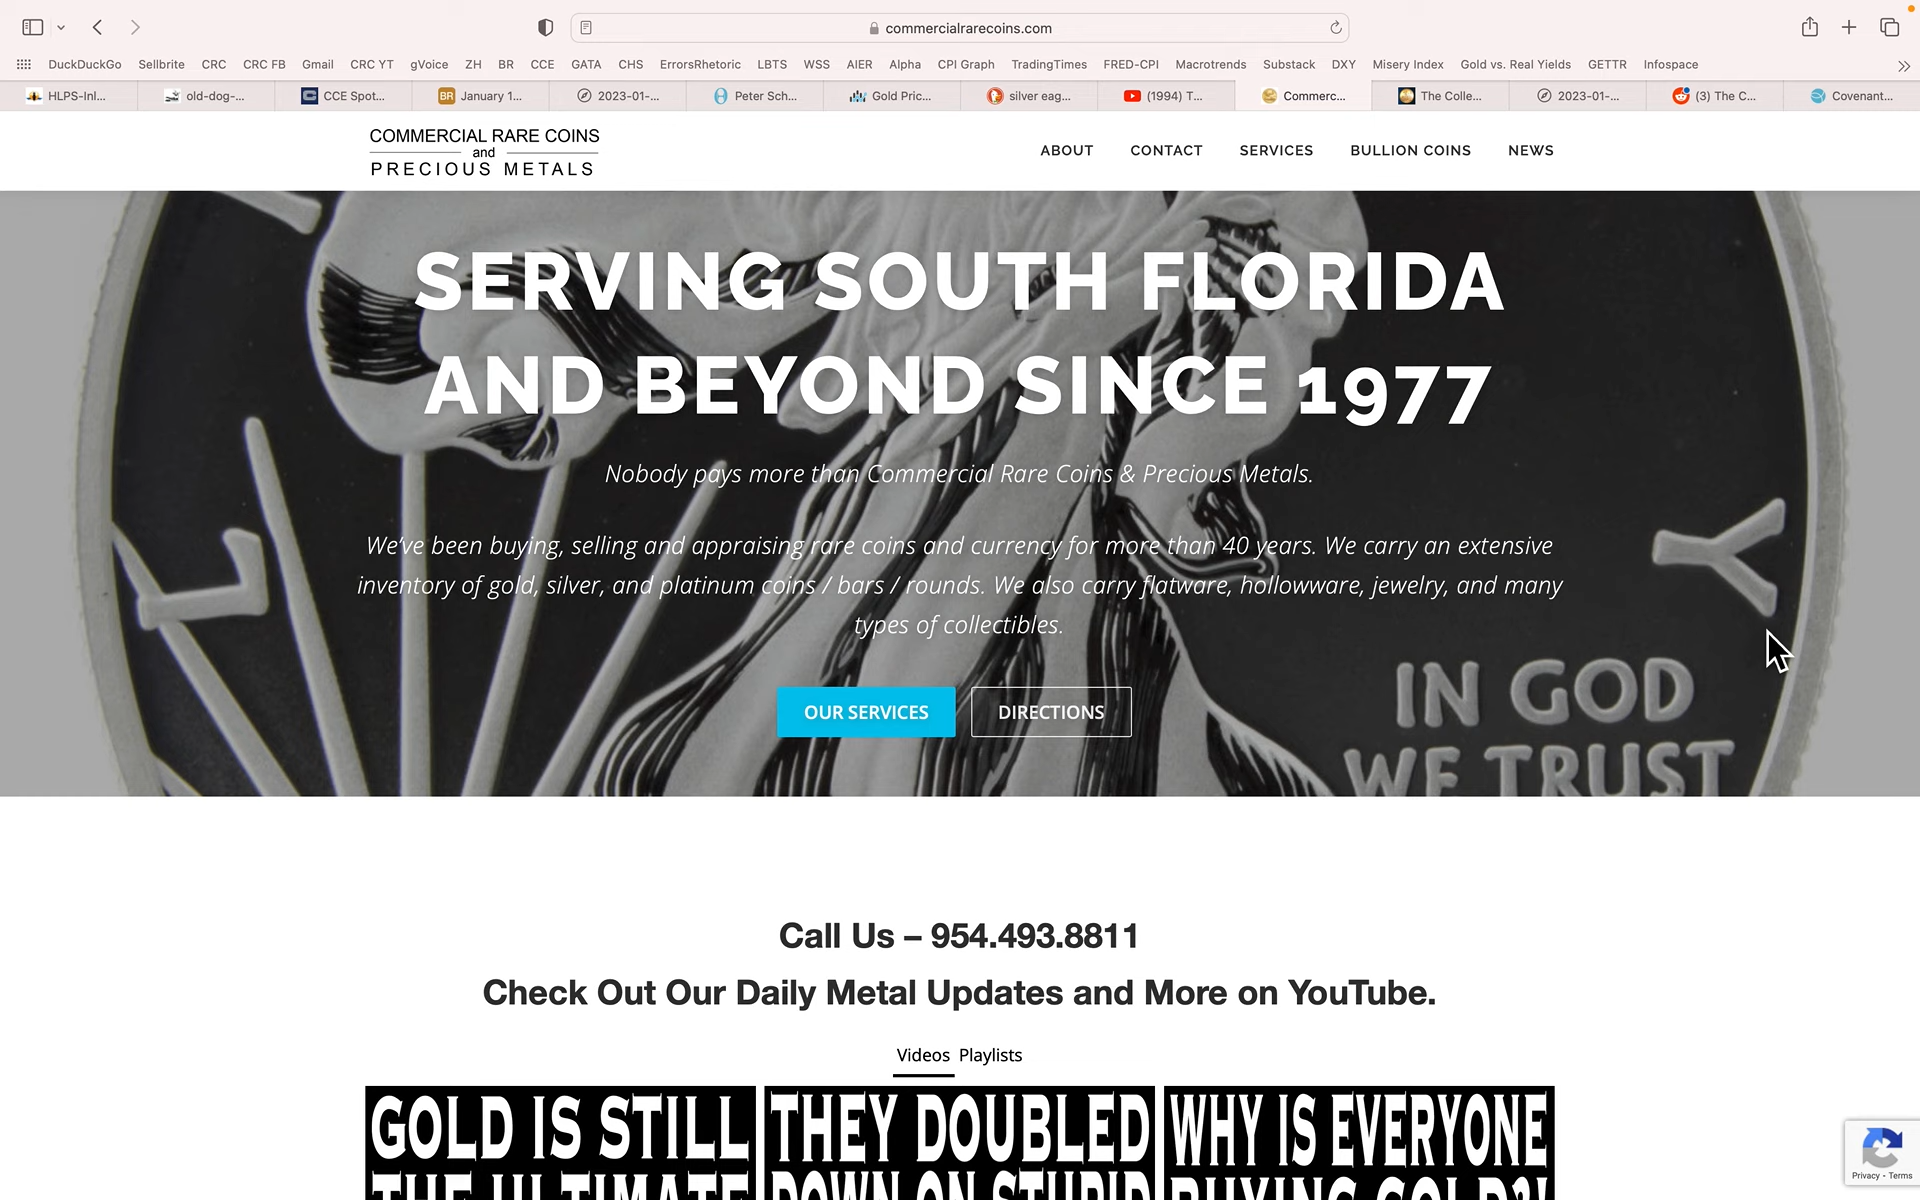 commercialrarecoins.com
DuckDuckGo Sellbrite CRC CRC FB Gmail CRC YT gVoice ZH BR CCE GATA CHS ErrorsRhetoric LBTS WSS AIER Alpha CPI Graph TradingTimes FRED-CPI Macrotrends Substack DXY Misery Index Gold vs. Real Yields GETTR Infospace
HLPS-Inl... old-dog-... CCE Spot... BR January 1... 2023-01-... Peter Sch... Gold Pric... silver eag... (1994) T... Commerc... The Colle... 2023-01-... (3) The C... Covenant...
COMMERCIAL RARE COINS
and
PRECIOUS METALS
ABOUT CONTACT SERVICES BULLION COINS NEWS
SERVING SOUTH FLORIDA
AND BEYOND SINCE 1977
Nobody pays more than Commercial Rare Coins & Precious Metals.
We've been buying, selling and appraising rare coins and currency for more than 40 years. We carry an extensive
inventory of gold, silver, and platinum coins / bars / rounds. We also carry flatware, hollowware, jewelry, and many
types of collectibles.
L
Y
IN GOD
WE TRUST
OUR SERVICES DIRECTIONS
Call Us – 954.493.8811
Check Out Our Daily Metal Updates and More on YouTube.
Videos Playlists
GOLD IS STILL
THE ULTIMATE
THEY DOUBLED
DOWN ON STUPID
WHY IS EVERYONE
BUYING GOLD?!
Privacy - Terms